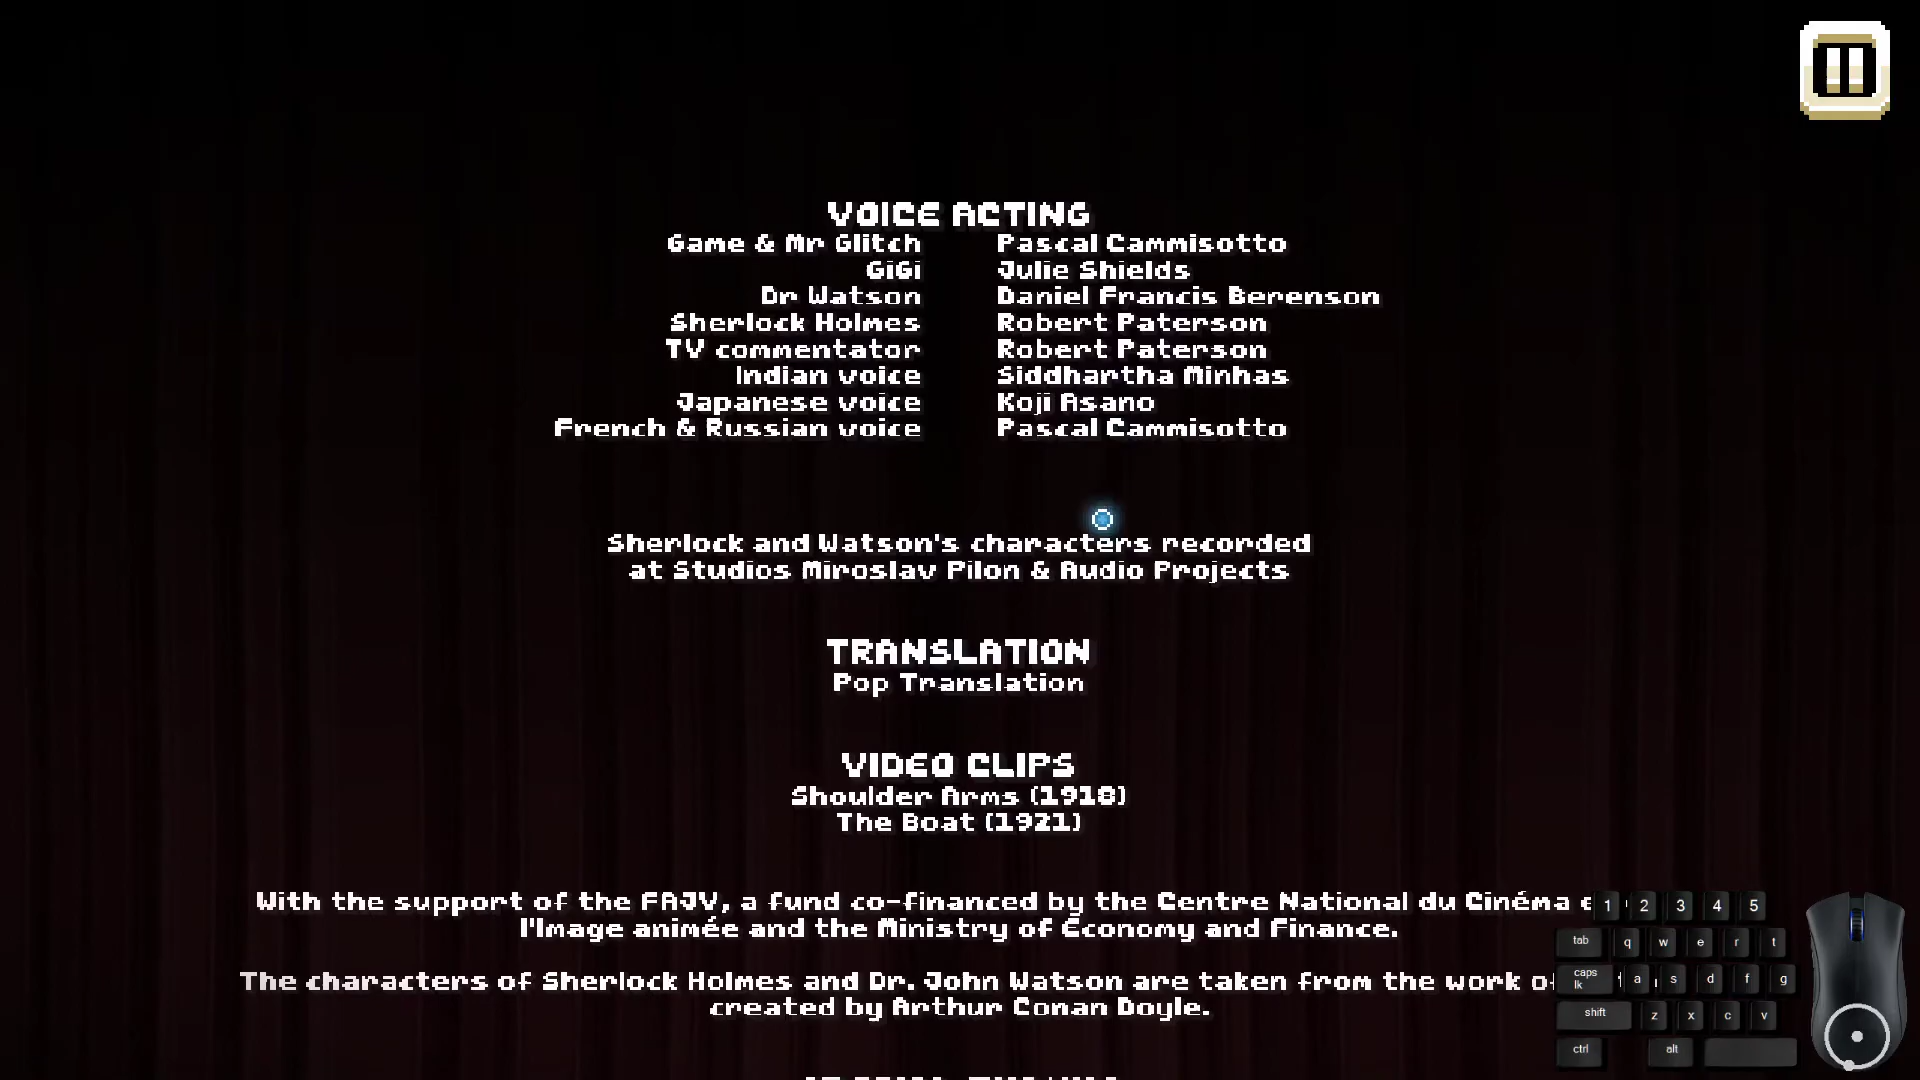 VOICE ACTING
Game & Mr Glitch Pascal Cammisotto
GiGi Julie Shields
Dr Watson Daniel Francis Berenson
Sherlock Holmes Robert Paterson
TV commentator Robert Paterson
Indian voice Siddhartha Minhas
Japanese voice Koji Asano
French & Russian voice Pascal Cammisotto
Sherlock and Watson's characters recorded
at Studios Miroslav Pilon & Audio Projects
TRANSLATION
Pop Translation
VIDEO CLIPS
Shoulder Arms (1918)
The Boat (1921)
With the support of the FAJV, a fund co-financed by the Centre National du Cinéma
l'Image animée and the Ministry of Économy and Finance.
The characters of Sherlock Holmes and Dr. John Watson are taken from the work of
created by Arthur Conan Doyle.
1 2 3 4 5
tab q w e r t
caps lk a s d f g
shift z x c v
ctrl alt